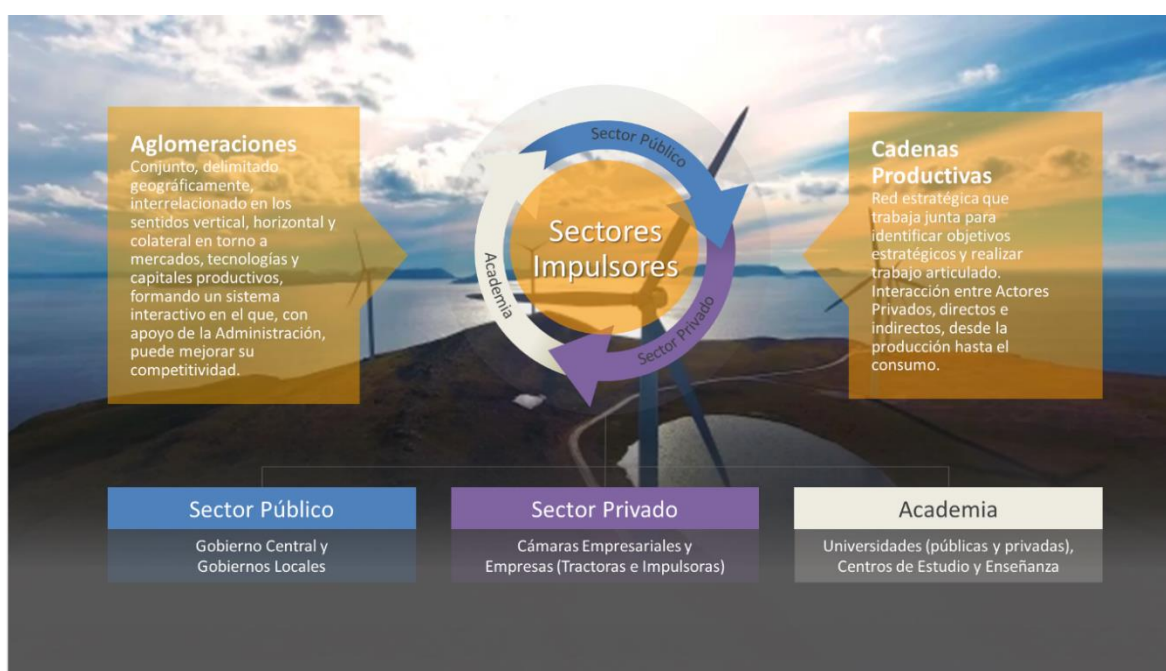 Aglomeraciones
Conjunto, delimitado
geográficamente,
interrelacionado en los
sentidos vertical, horizontal y
colateral en torno a
mercados, tecnologías y
capitales productivos,
formando un sistema
interactivo en el que, con
apoyo de la Administración,
puede mejorar su
competitividad.
Sector Público
Sector Privado
Academia
Sectores
Impulsores
Cadenas
Productivas
Red estratégica que
trabaja junta para
identificar objetivos
estratégicos y realizar
trabajo articulado.
Interacción entre Actores
Privados, directos e
indirectos, desde la
producción hasta el
consumo.
Sector Público
Gobierno Central y
Gobiernos Locales
Sector Privado
Cámaras Empresariales y
Empresas (Tractoras e Impulsoras)
Academia
Universidades (públicas y privadas),
Centros de Estudio y Enseñanza